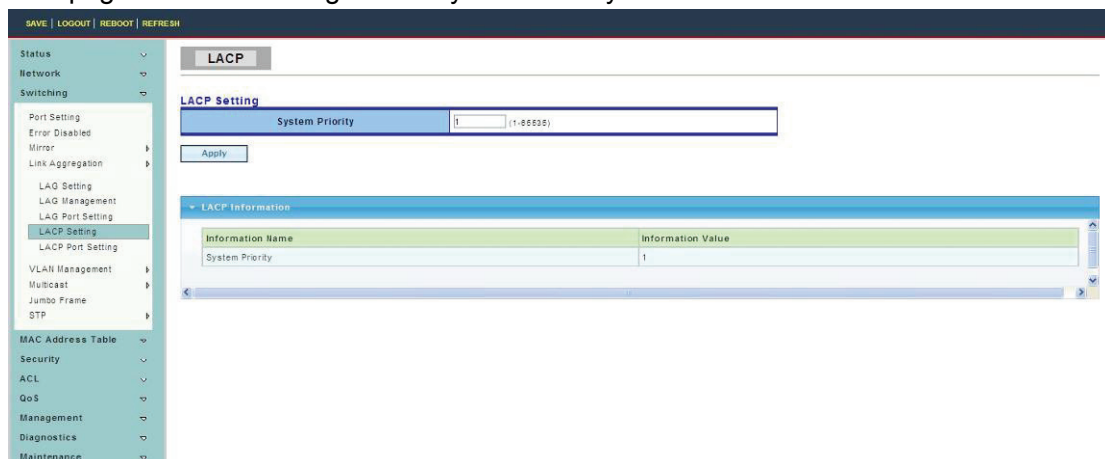 SAVE | LOGOUT | REBOOT | REFRESH
Status
Network
Switching
Port Setting
Error Disabled
Mirror
Link Aggregation
LAG Setting
LAG Management
LAG Port Setting
LACP Setting
LACP Port Setting
VLAN Management
Multicast
Jumbo Frame
STP
MAC Address Table
Security
ACL
QoS
Management
Diagnostics
Maintenance
LACP
LACP Setting
System Priority 1 (1-65535)
Apply
LACP Information
Information Name Information Value
System Priority 1